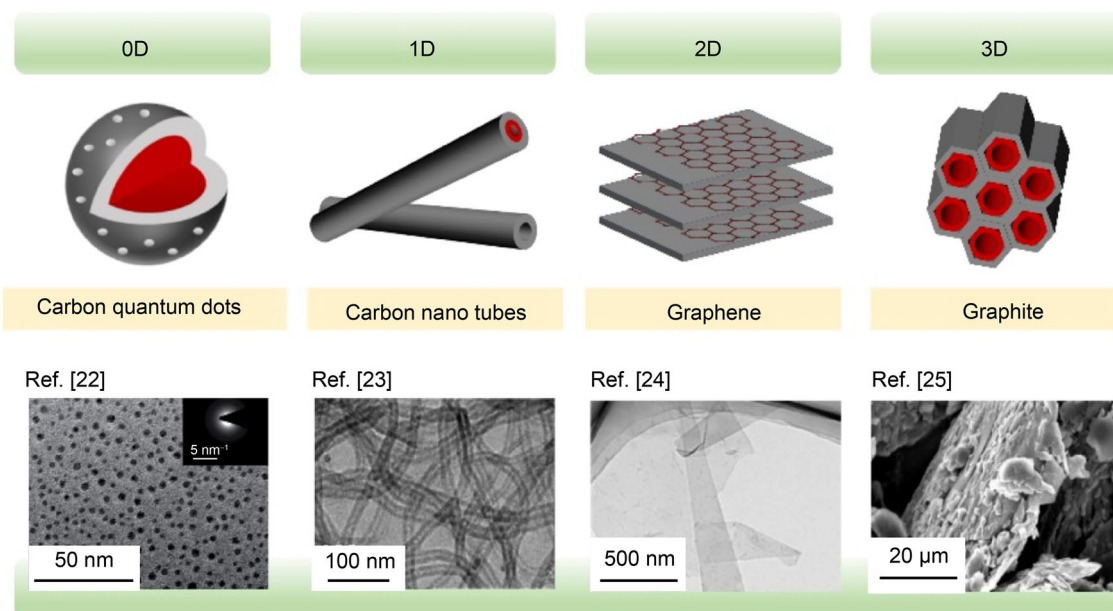 0D
1D
2D
3D
Carbon quantum dots
Carbon nano tubes
Graphene
Graphite
Ref. [22]
Ref. [23]
Ref. [24]
Ref. [25]
5 nm⁻¹
50 nm
100 nm
500 nm
20 µm